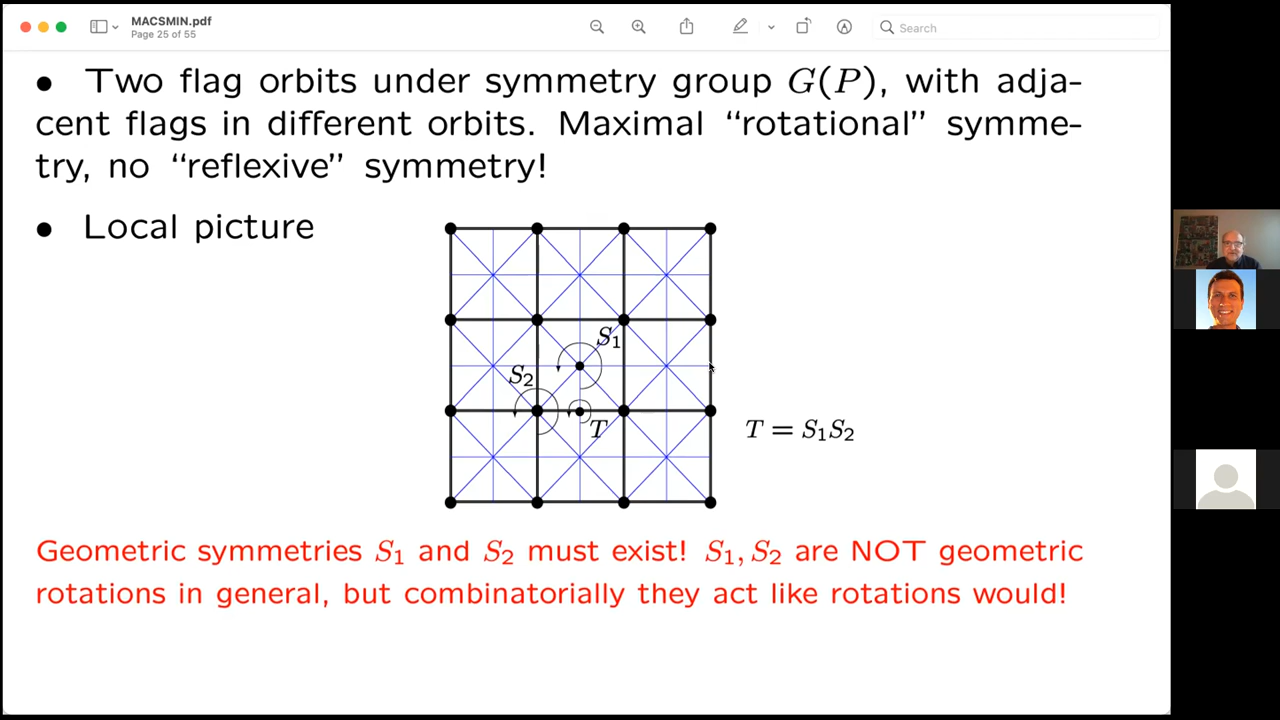 MACSMIN.pdf
Page 25 of 55
Search
• Two flag orbits under symmetry group G(P), with adja-
cent flags in different orbits. Maximal “rotational” symme-
try, no “reflexive” symmetry!
• Local picture
S₁
S₂
T
T = S₁S₂
Geometric symmetries S₁ and S₂ must exist! S₁, S₂ are NOT geometric
rotations in general, but combinatorially they act like rotations would!